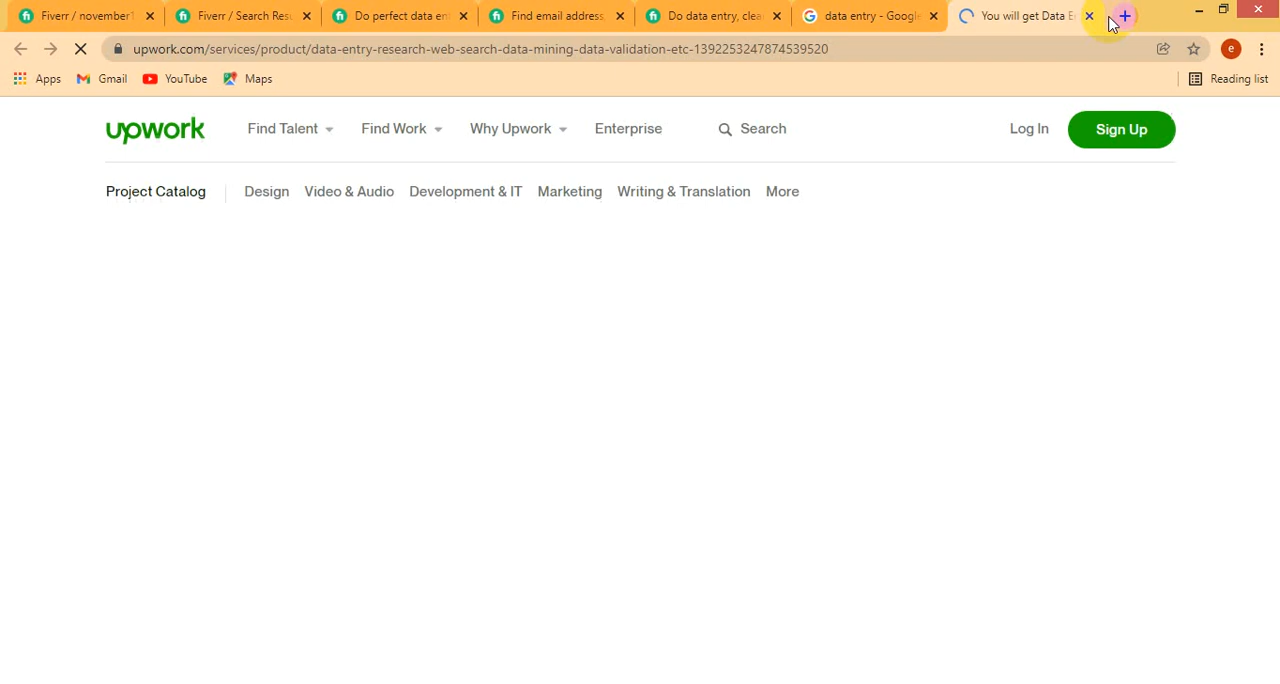 Fiverr / november1 Fiverr / Search Resu Do perfect data en Find email address, Do data entry, clea data entry - Google You will get Data E
upwork.com/services/product/data-entry-research-web-search-data-mining-data-validation-etc-1392253247874539520 e
Apps Gmail YouTube Maps Reading list
upwork Find Talent Find Work Why Upwork Enterprise Search Log In Sign Up
Project Catalog Design Video & Audio Development & IT Marketing Writing & Translation More